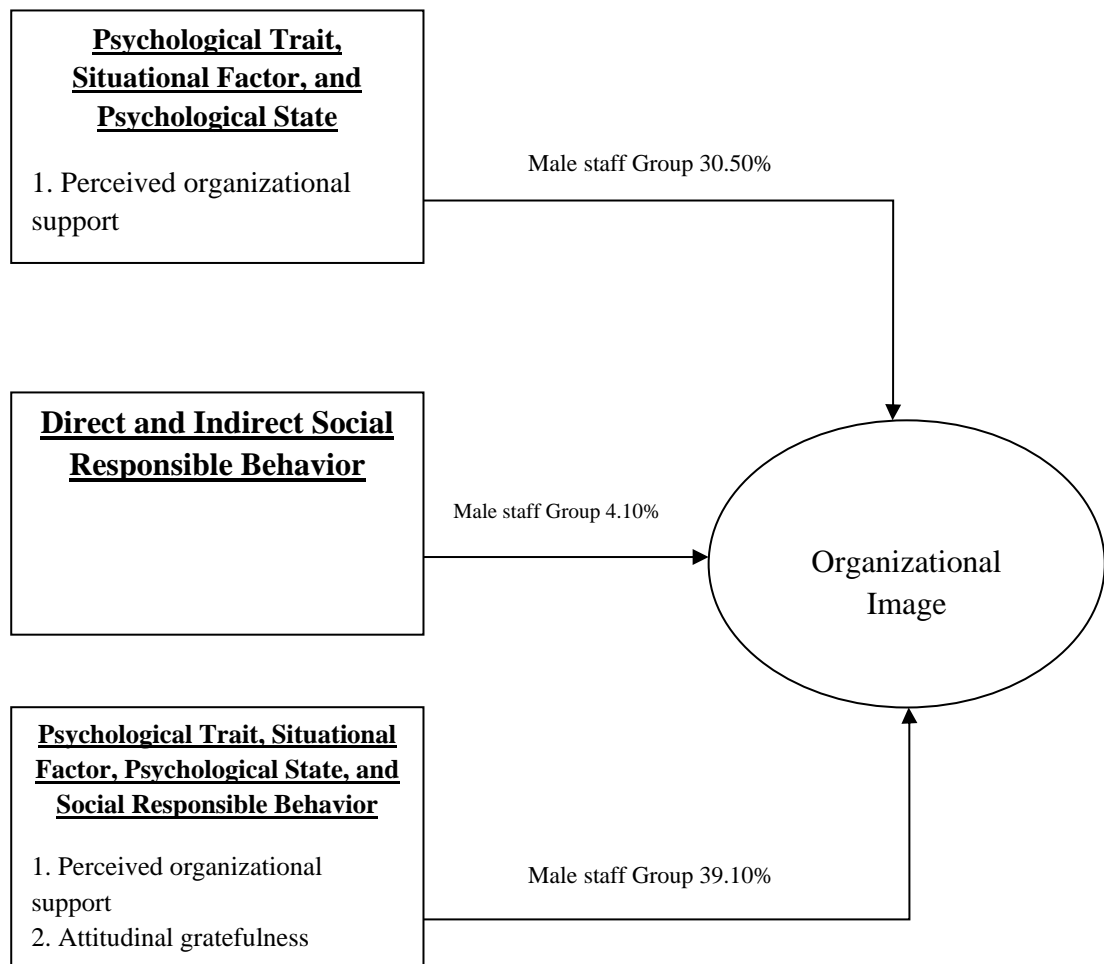 Psychological Trait,
Situational Factor, and
Psychological State
1. Perceived organizational
support
Male staff Group 30.50%
Direct and Indirect Social
Responsible Behavior
Male staff Group 4.10%
Organizational
Image
Psychological Trait, Situational
Factor, Psychological State, and
Social Responsible Behavior
1. Perceived organizational
support
2. Attitudinal gratefulness
Male staff Group 39.10%